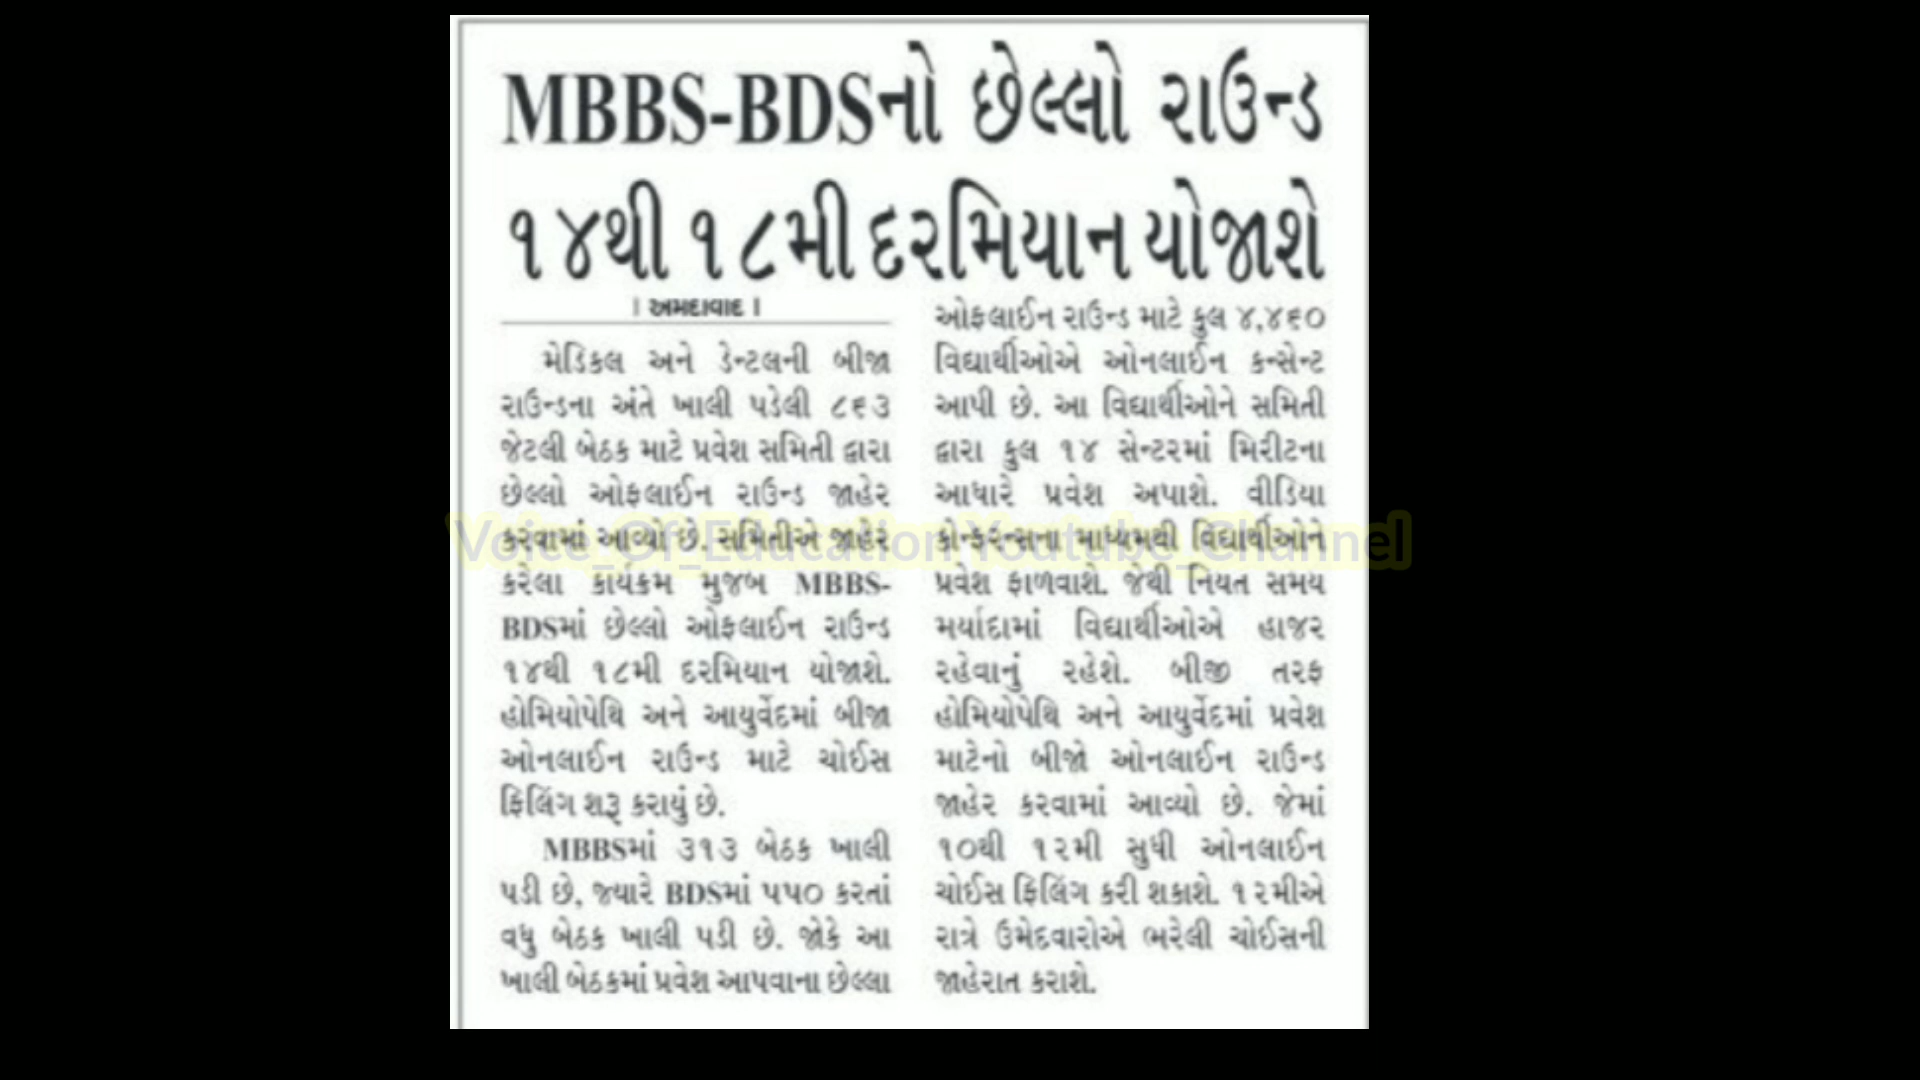 MBBS-BDSનો છેલ્લો રાઉન્ડ
૧૪થી ૧૮મી દરમિયાન યોજાશે
। અમદાવાદ ।
મેડિકલ અને ડેન્ટલની બીજા
રાઉન્ડના અંતે ખાલી પડેલી ૮૬૩
જેટલી બેઠક માટે પ્રવેશ સમિતી દ્વારા
છેલ્લો ઓફલાઈન રાઉન્ડ જાહેર
કરવામાં આવ્યો છે. સમિતીએ જાહેર
કરેલા કાર્યક્રમ મુજબ MBBS-
BDSમાં છેલ્લો ઓફલાઈન રાઉન્ડ
૧૪થી ૧૮મી દરમિયાન યોજાશે.
હોમિયોપેથિ અને આયુર્વેદમાં બીજા
ઓનલાઈન રાઉન્ડ માટે ચોઈસ
ફિલિંગ શરૂ કરાયું છે.
MBBSમાં ૩૧૩ બેઠક ખાલી
પડી છે, જ્યારે BDSમાં ૫૫૦ કરતાં
વધુ બેઠક ખાલી પડી છે. જોકે આ
ખાલી બેઠકમાં પ્રવેશ આપવાના છેલ્લા
ઓફલાઈન રાઉન્ડ માટે કુલ ૪,૪૬૦
વિદ્યાર્થીઓએ ઓનલાઈન કન્સેન્ટ
આપી છે. આ વિદ્યાર્થીઓને સમિતી
દ્વારા કુલ ૧૪ સેન્ટરમાં મિરીટના
આધારે પ્રવેશ અપાશે. વીડિયા
કોન્ફરન્સના માધ્યમથી વિદ્યાર્થીઓને
પ્રવેશ ફાળવાશે. જેથી નિયત સમય
મર્યાદામાં વિદ્યાર્થીઓએ હાજર
રહેવાનું રહેશે. બીજી તરફ
હોમિયોપેથિ અને આયુર્વેદમાં પ્રવેશ
માટેનો બીજો ઓનલાઈન રાઉન્ડ
જાહેર કરવામાં આવ્યો છે. જેમાં
૧૦થી ૧૨મી સુધી ઓનલાઈન
ચોઈસ ફિલિંગ કરી શકાશે. ૧૨મીએ
રાત્રે ઉમેદવારોએ ભરેલી ચોઈસની
જાહેરાત કરાશે.
Voice_Of_Education Youtube_Channel